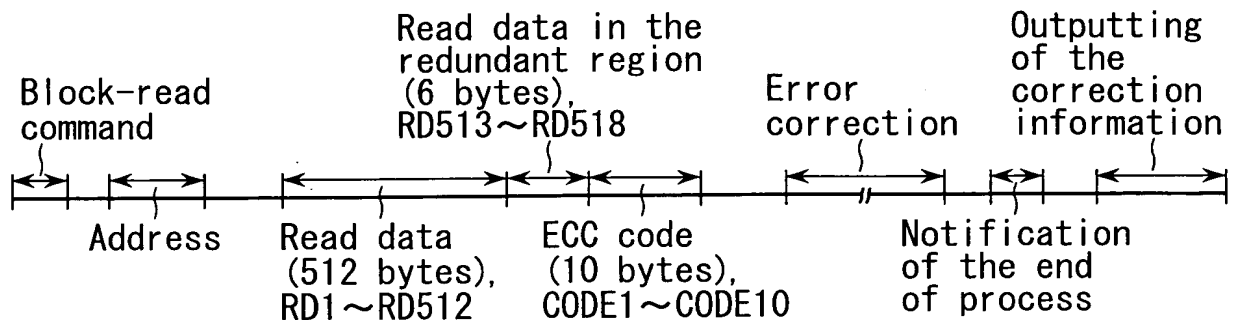 Block-read
command
Address
Read data
(512 bytes),
RD1～RD512
Read data in the
redundant region
(6 bytes),
RD513～RD518
ECC code
(10 bytes),
CODE1～CODE10
Error
correction
Notification
of the end
of process
Outputting
of the
correction
information